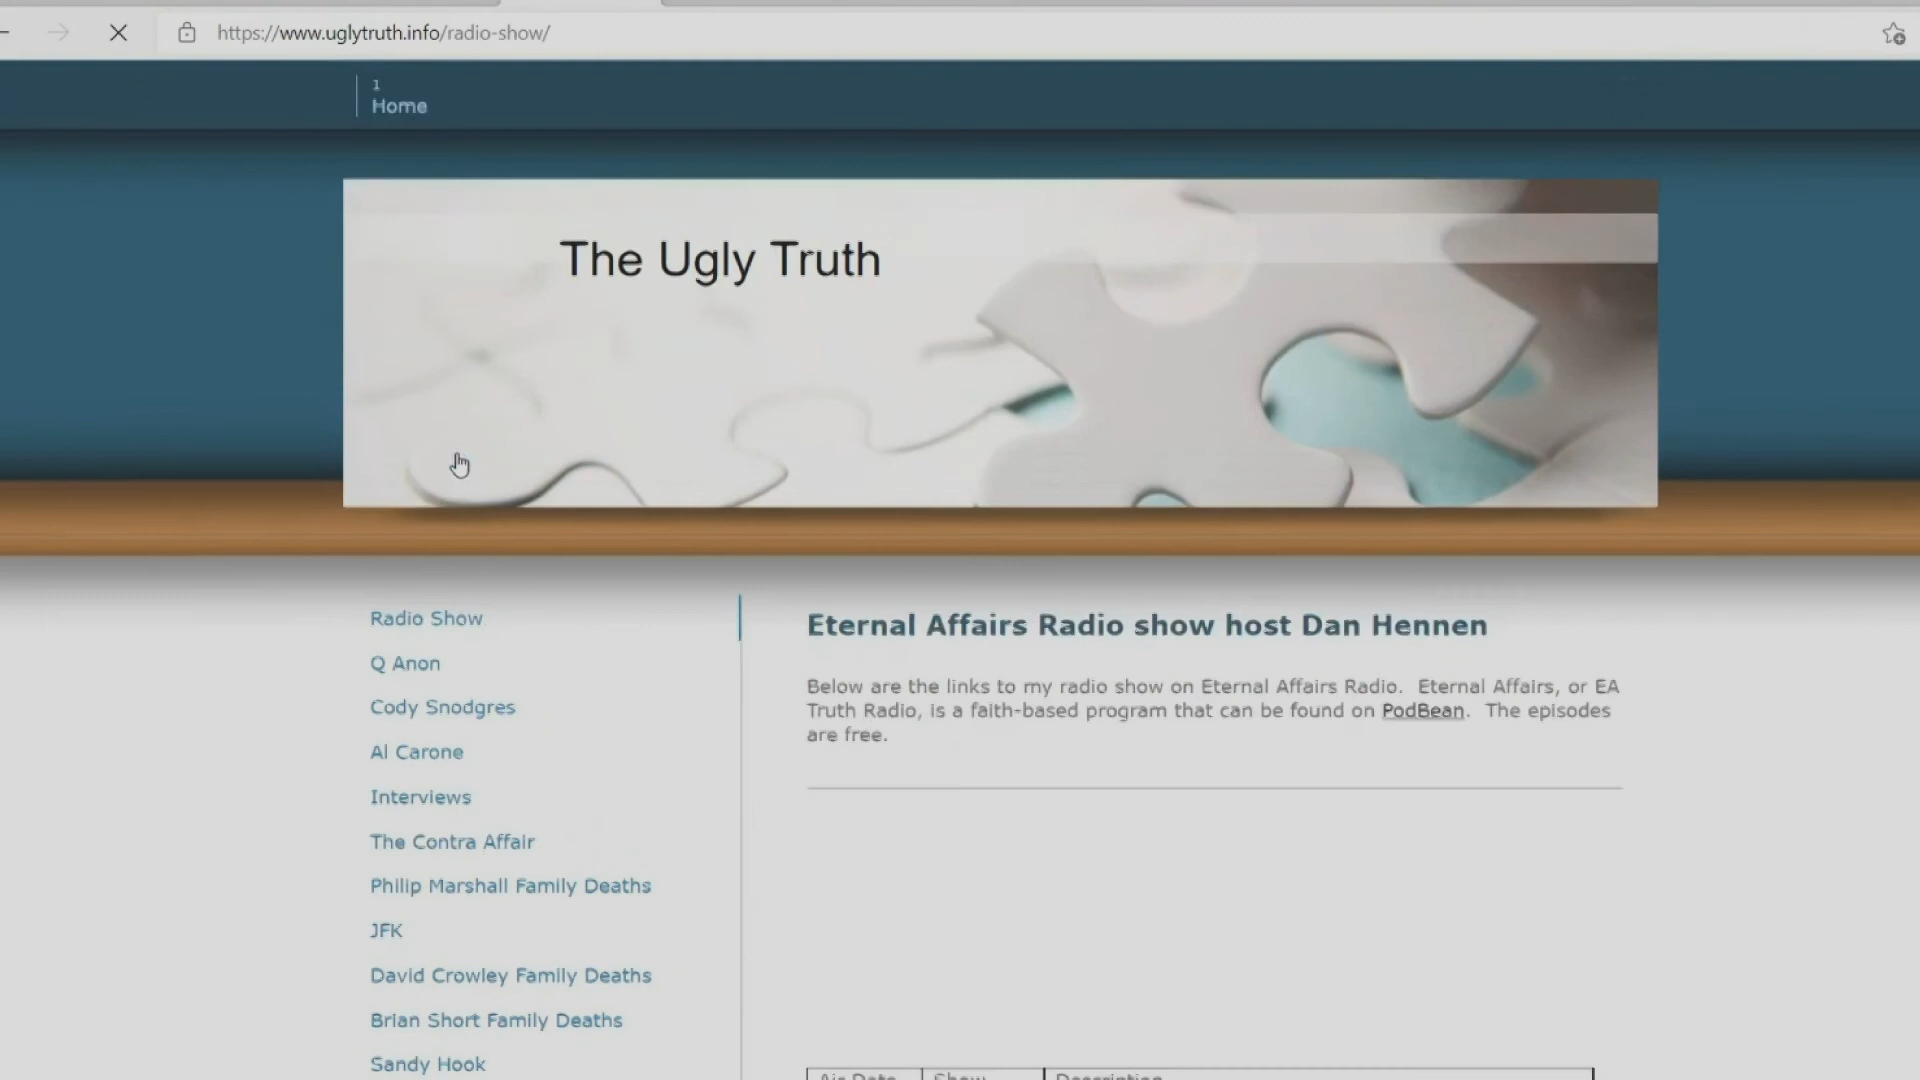 https://www.uglytruth.info/radio-show/
1
Home
The Ugly Truth
Radio Show
Q Anon
Cody Snodgres
Al Carone
Interviews
The Contra Affair
Philip Marshall Family Deaths
JFK
David Crowley Family Deaths
Brian Short Family Deaths
Sandy Hook
Eternal Affairs Radio show host Dan Hennen
Below are the links to my radio show on Eternal Affairs Radio. Eternal Affairs, or EA
Truth Radio, is a faith-based program that can be found on PodBean. The episodes
are free.
Air Date Show Description